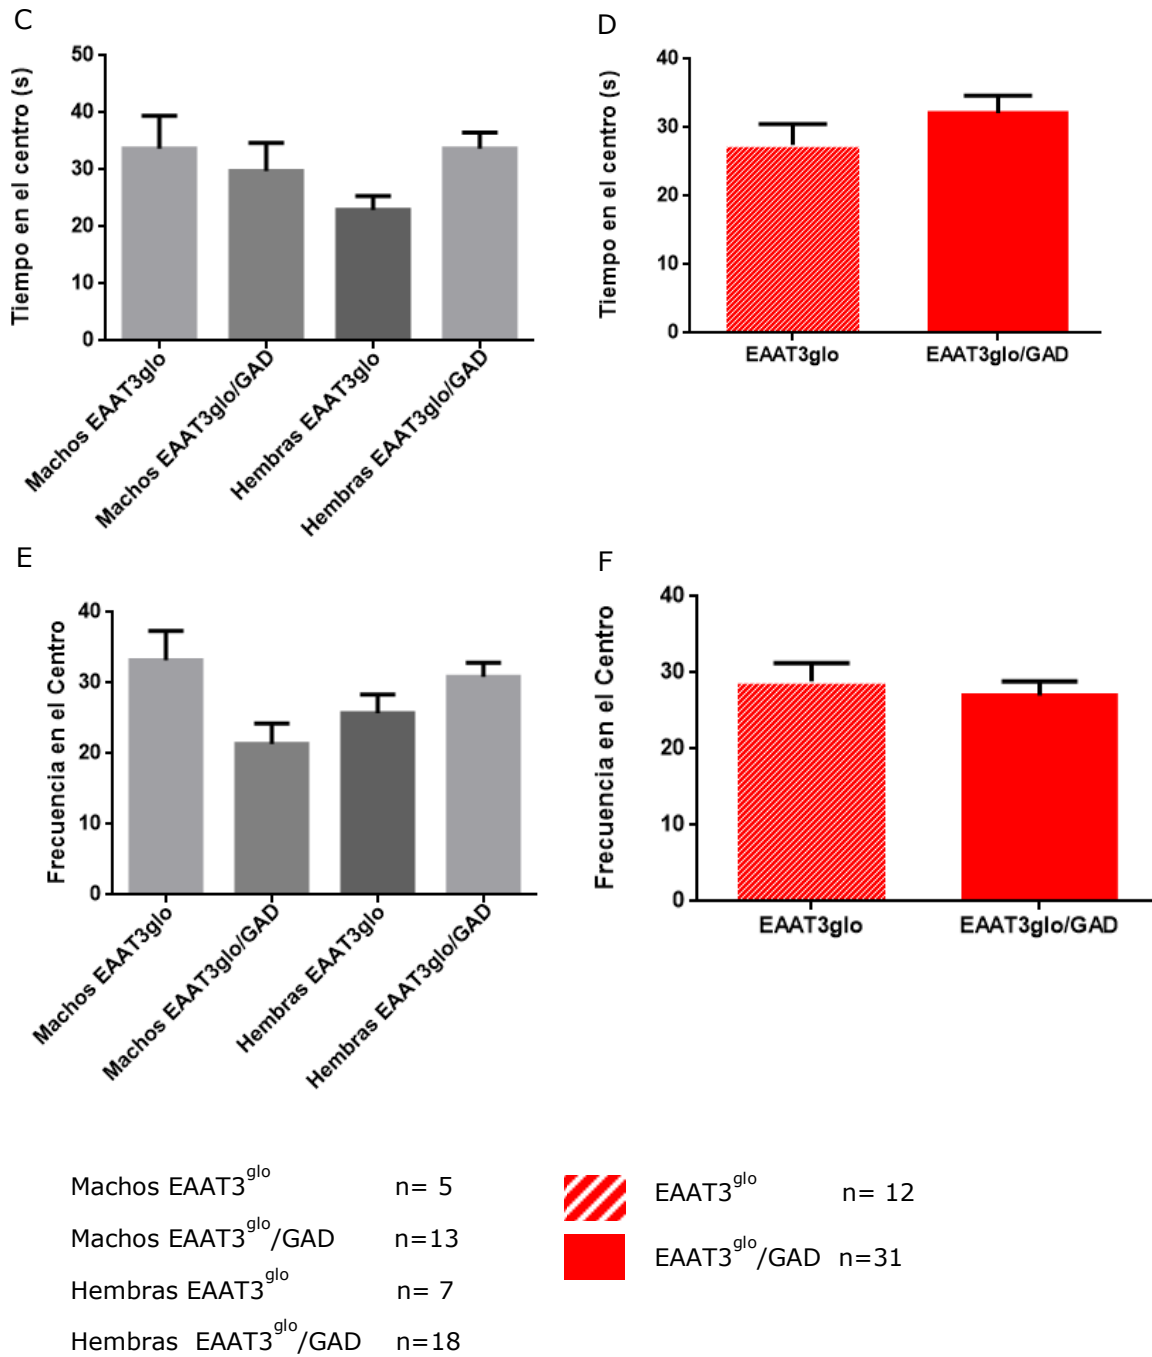 C
Tiempo en el centro (s)
50
40
30
20
10
0
Machos EAAT3glo
Machos EAAT3glo/GAD
Hembras EAAT3glo
Hembras EAAT3glo/GAD
D
Tiempo en el centro (s)
40
30
20
10
0
EAAT3glo
EAAT3glo/GAD
E
Frecuencia en el Centro
40
30
20
10
0
Machos EAAT3glo
Machos EAAT3glo/GAD
Hembras EAAT3glo
Hembras EAAT3glo/GAD
F
Frecuencia en el Centro
40
30
20
10
0
EAAT3glo
EAAT3glo/GAD
Machos EAAT3glo n= 5
Machos EAAT3glo/GAD n=13
Hembras EAAT3glo n= 7
Hembras EAAT3glo/GAD n=18
EAAT3glo n= 12
EAAT3glo/GAD n=31